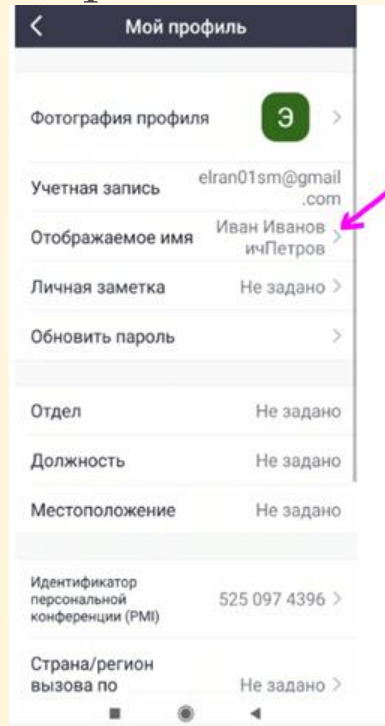 Мой профиль
Фотография профиля
Э
Учетная запись
elran01sm@gmail
.com
Отображаемое имя
Иван Иванов
ичПетров
Личная заметка
Не задано
Обновить пароль
Отдел
Не задано
Должность
Не задано
Местоположение
Не задано
Идентификатор
персональной
конференции (PMI)
525 097 4396
Страна/регион
вызова по
Не задано